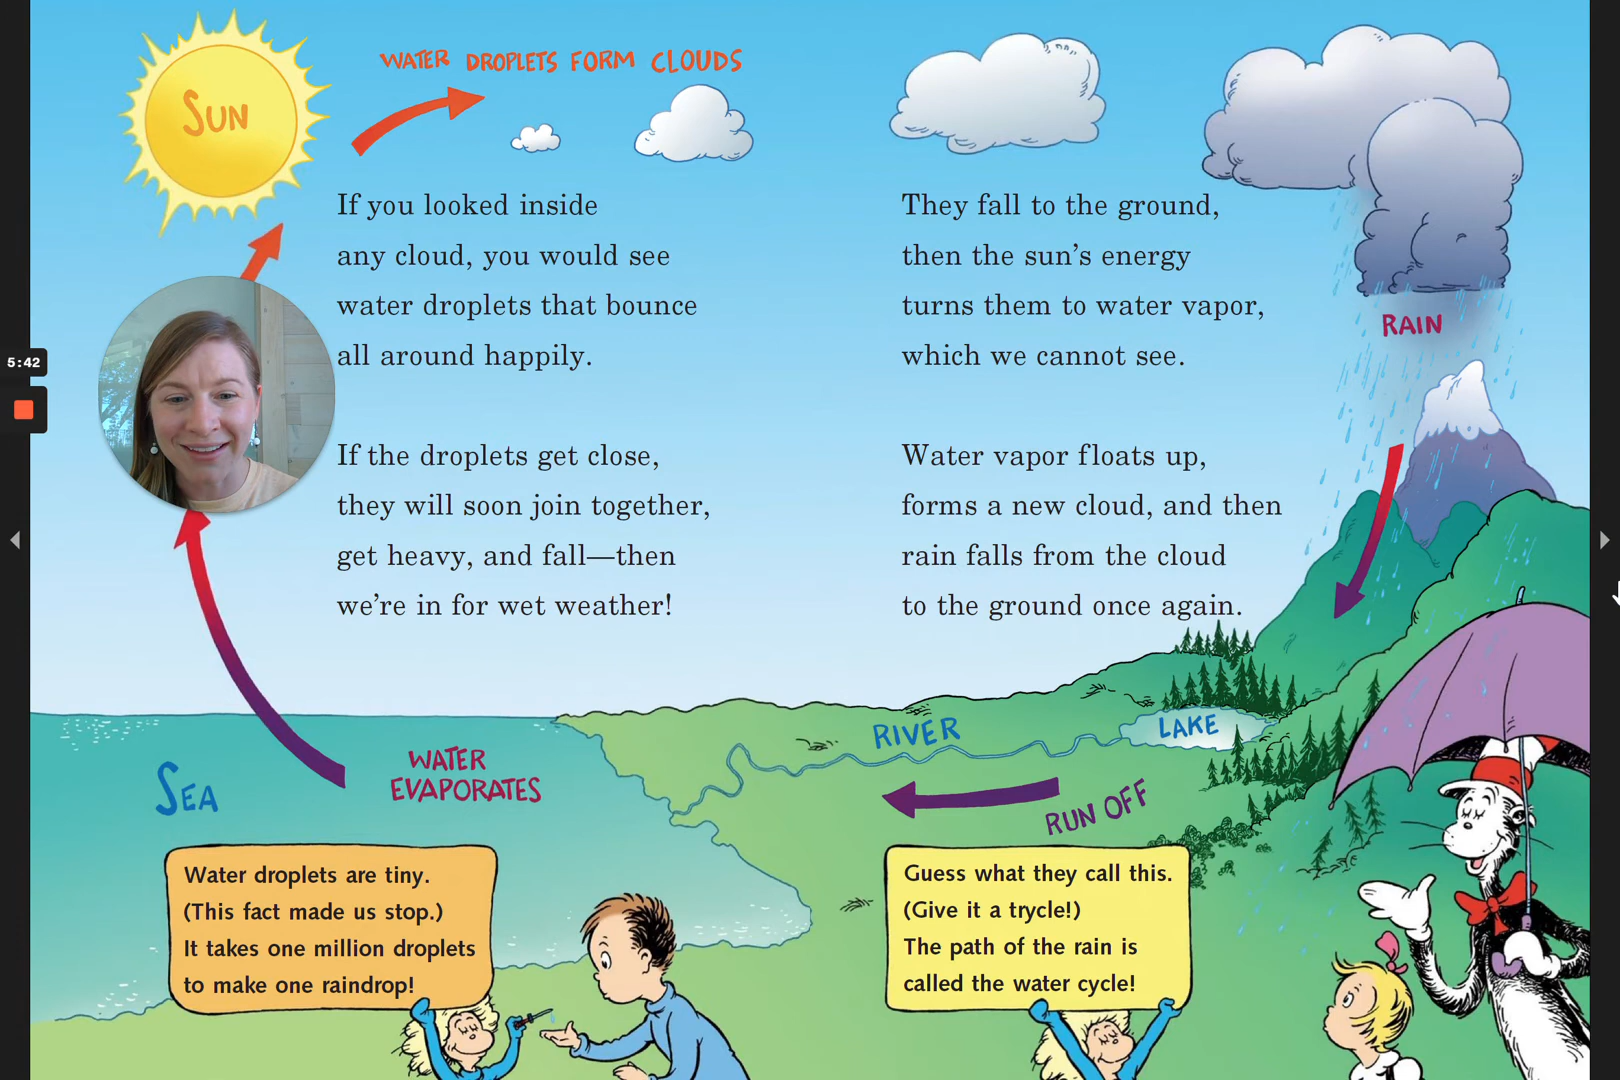 SUN
WATER DROPLETS FORM CLOUDS
If you looked inside
any cloud, you would see
water droplets that bounce
all around happily.
If the droplets get close,
they will soon join together,
get heavy, and fall—then
we're in for wet weather!
They fall to the ground,
then the sun's energy
turns them to water vapor,
which we cannot see.
Water vapor floats up,
forms a new cloud, and then
rain falls from the cloud
to the ground once again.
RAIN
5:42
SEA
WATER
EVAPORATES
RIVER
LAKE
RUN OFF
Water droplets are tiny.
(This fact made us stop.)
It takes one million droplets
to make one raindrop!
Guess what they call this.
(Give it a trycle!)
The path of the rain is
called the water cycle!